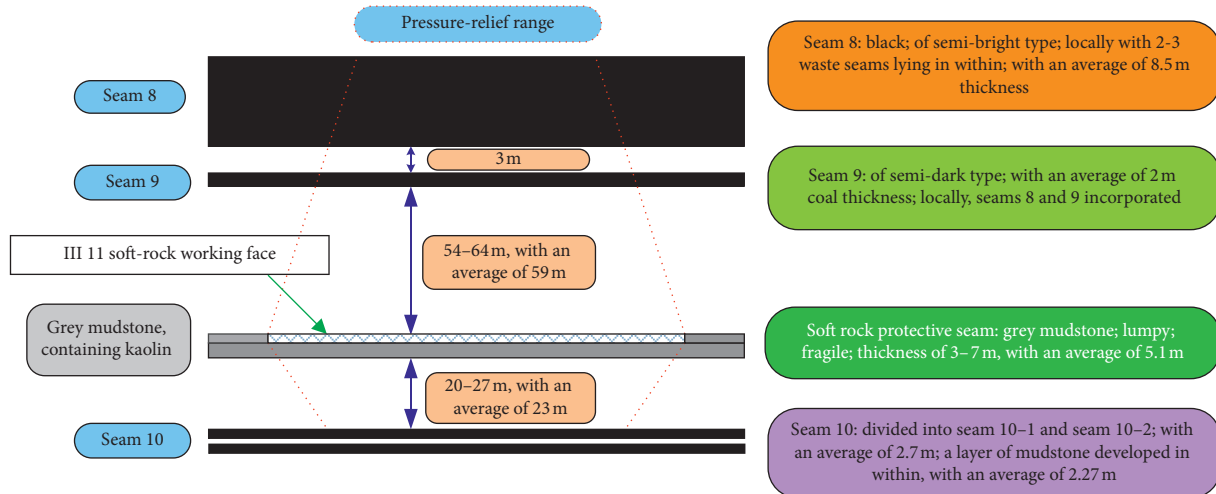 Pressure-relief range
Seam 8
Seam 8: black; of semi-bright type; locally with 2-3
waste seams lying in within; with an average of 8.5 m
thickness
3 m
Seam 9
Seam 9: of semi-dark type; with an average of 2 m
coal thickness; locally, seams 8 and 9 incorporated
III 11 soft-rock working face
54–64 m, with an
average of 59 m
Grey mudstone,
containing kaolin
Soft rock protective seam: grey mudstone; lumpy;
fragile; thickness of 3–7 m, with an average of 5.1 m
20–27 m, with an
average of 23 m
Seam 10
Seam 10: divided into seam 10–1 and seam 10–2; with
an average of 2.7 m; a layer of mudstone developed in
within, with an average of 2.27 m